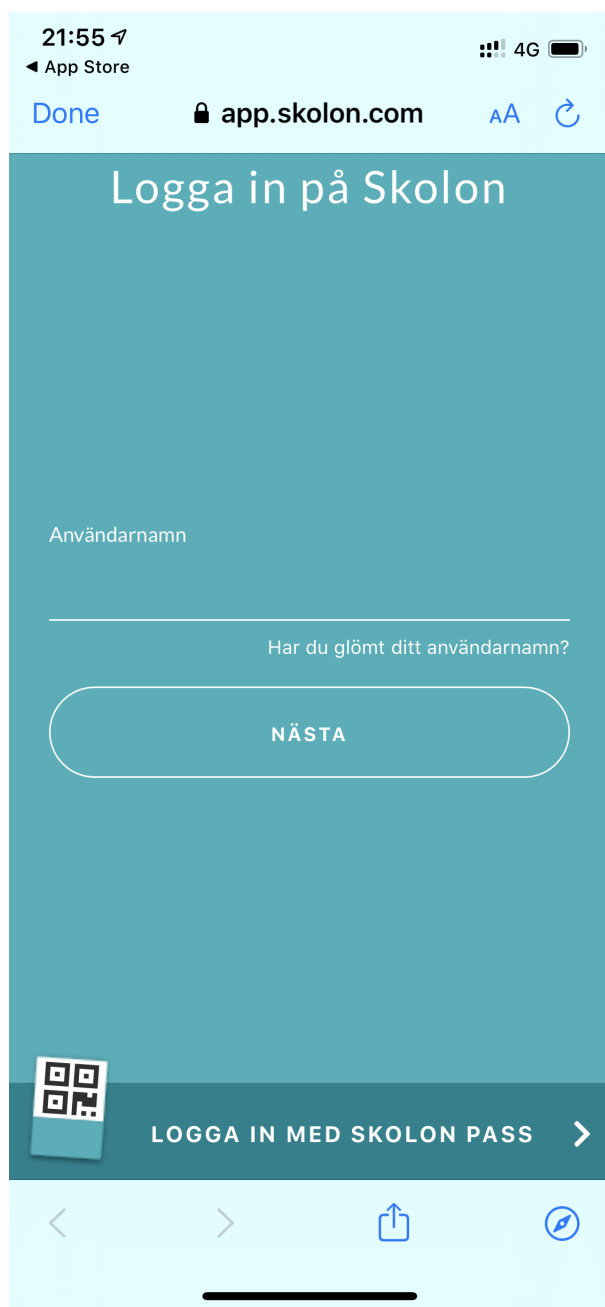 21:55
◀ App Store
4G
Done
app.skolon.com
AA
Logga in på Skolon
Användarnamn
Har du glömt ditt användarnamn?
NÄSTA
LOGGA IN MED SKOLON PASS